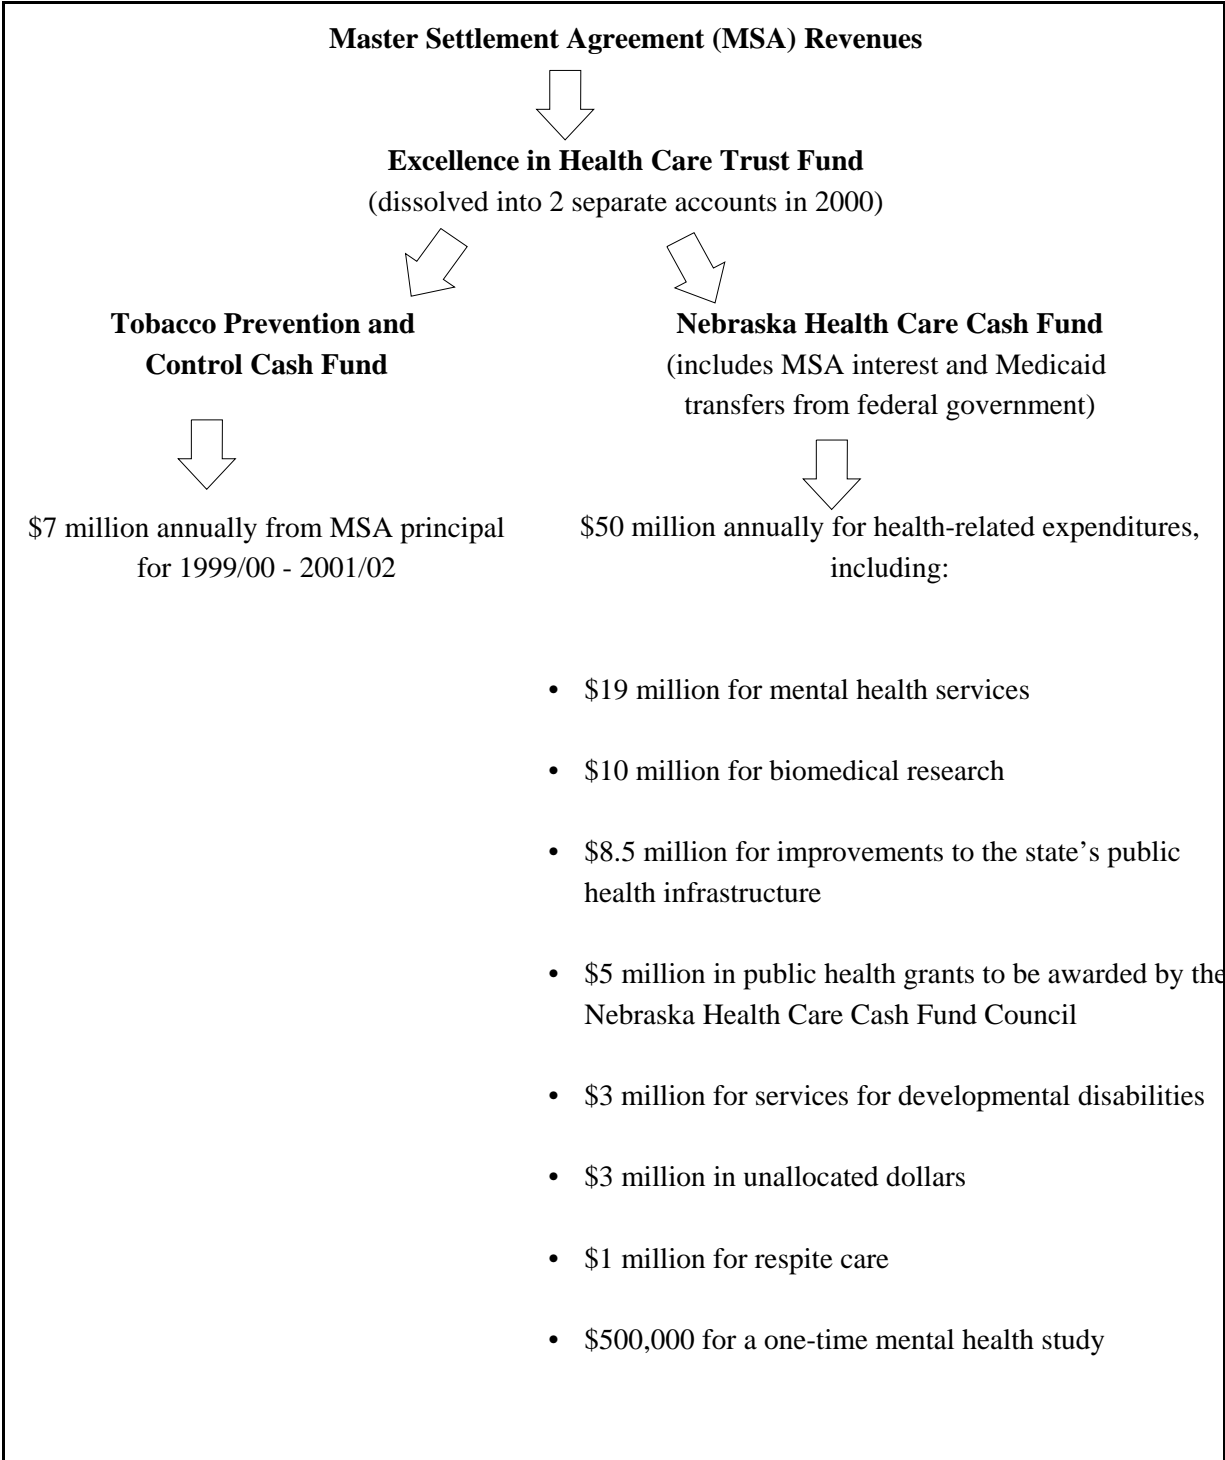 Master Settlement Agreement (MSA) Revenues
Excellence in Health Care Trust Fund
(dissolved into 2 separate accounts in 2000)
Tobacco Prevention and
Control Cash Fund
$7 million annually from MSA principal
for 1999/00 - 2001/02
Nebraska Health Care Cash Fund
(includes MSA interest and Medicaid
transfers from federal government)
$50 million annually for health-related expenditures,
including:
• $19 million for mental health services
• $10 million for biomedical research
• $8.5 million for improvements to the state’s public
health infrastructure
• $5 million in public health grants to be awarded by the
Nebraska Health Care Cash Fund Council
• $3 million for services for developmental disabilities
• $3 million in unallocated dollars
• $1 million for respite care
• $500,000 for a one-time mental health study